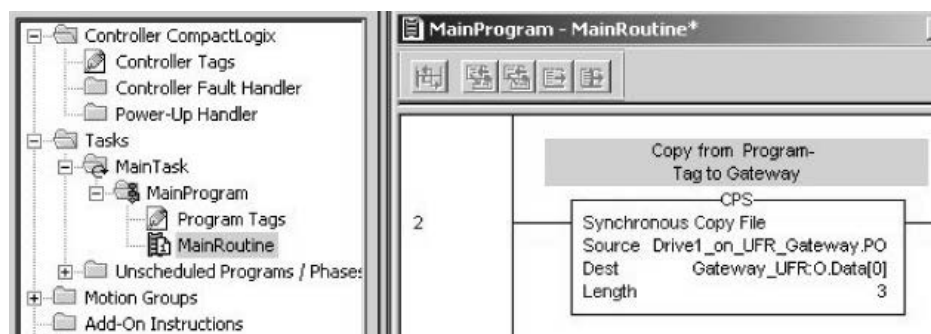 Controller CompactLogix
Controller Tags
Controller Fault Handler
Power-Up Handler
Tasks
MainTask
MainProgram
Program Tags
MainRoutine
Unscheduled Programs / Phases
Motion Groups
Add-On Instructions
MainProgram - MainRoutine*
2
Copy from Program-
Tag to Gateway
CPS
Synchronous Copy File
Source Drive1_on_UFR_Gateway.PO
Dest Gateway_UFR:O.Data[0]
Length 3